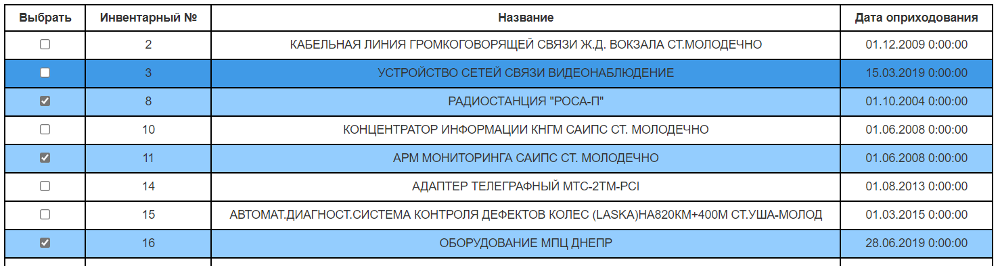 Выбрать Инвентарный № Название Дата оприходования
2 КАБЕЛЬНАЯ ЛИНИЯ ГРОМКОГОВОРЯЩЕЙ СВЯЗИ Ж.Д. ВОКЗАЛА СТ.МОЛОДЕЧНО 01.12.2009 0:00:00
3 УСТРОЙСТВО СЕТЕЙ СВЯЗИ ВИДЕОНАБЛЮДЕНИЕ 15.03.2019 0:00:00
8 РАДИОСТАНЦИЯ "РОСА-П" 01.10.2004 0:00:00
10 КОНЦЕНТРАТОР ИНФОРМАЦИИ КНГМ САИПС СТ. МОЛОДЕЧНО 01.06.2008 0:00:00
11 АРМ МОНИТОРИНГА САИПС СТ. МОЛОДЕЧНО 01.06.2008 0:00:00
14 АДАПТЕР ТЕЛЕГРАФНЫЙ МТС-2ТМ-PCI 01.08.2013 0:00:00
15 АВТОМАТ.ДИАГНОСТ.СИСТЕМА КОНТРОЛЯ ДЕФЕКТОВ КОЛЕС (LASKA)НА820КМ+400М СТ.УША-МОЛОД 01.03.2015 0:00:00
16 ОБОРУДОВАНИЕ МПЦ ДНЕПР 28.06.2019 0:00:00